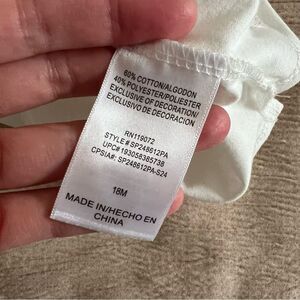 60% COTTON/ALGODON
40% POLYESTER/POLIESTER
EXCLUSIVE OF DECORATION/
EXCLUSIVO DE DECORACION
RN119072
STYLE # SP248612PA
UPC# 193058385738
CPSIA#: SP248612PA-S24
18M
MADE IN/HECHO EN
CHINA